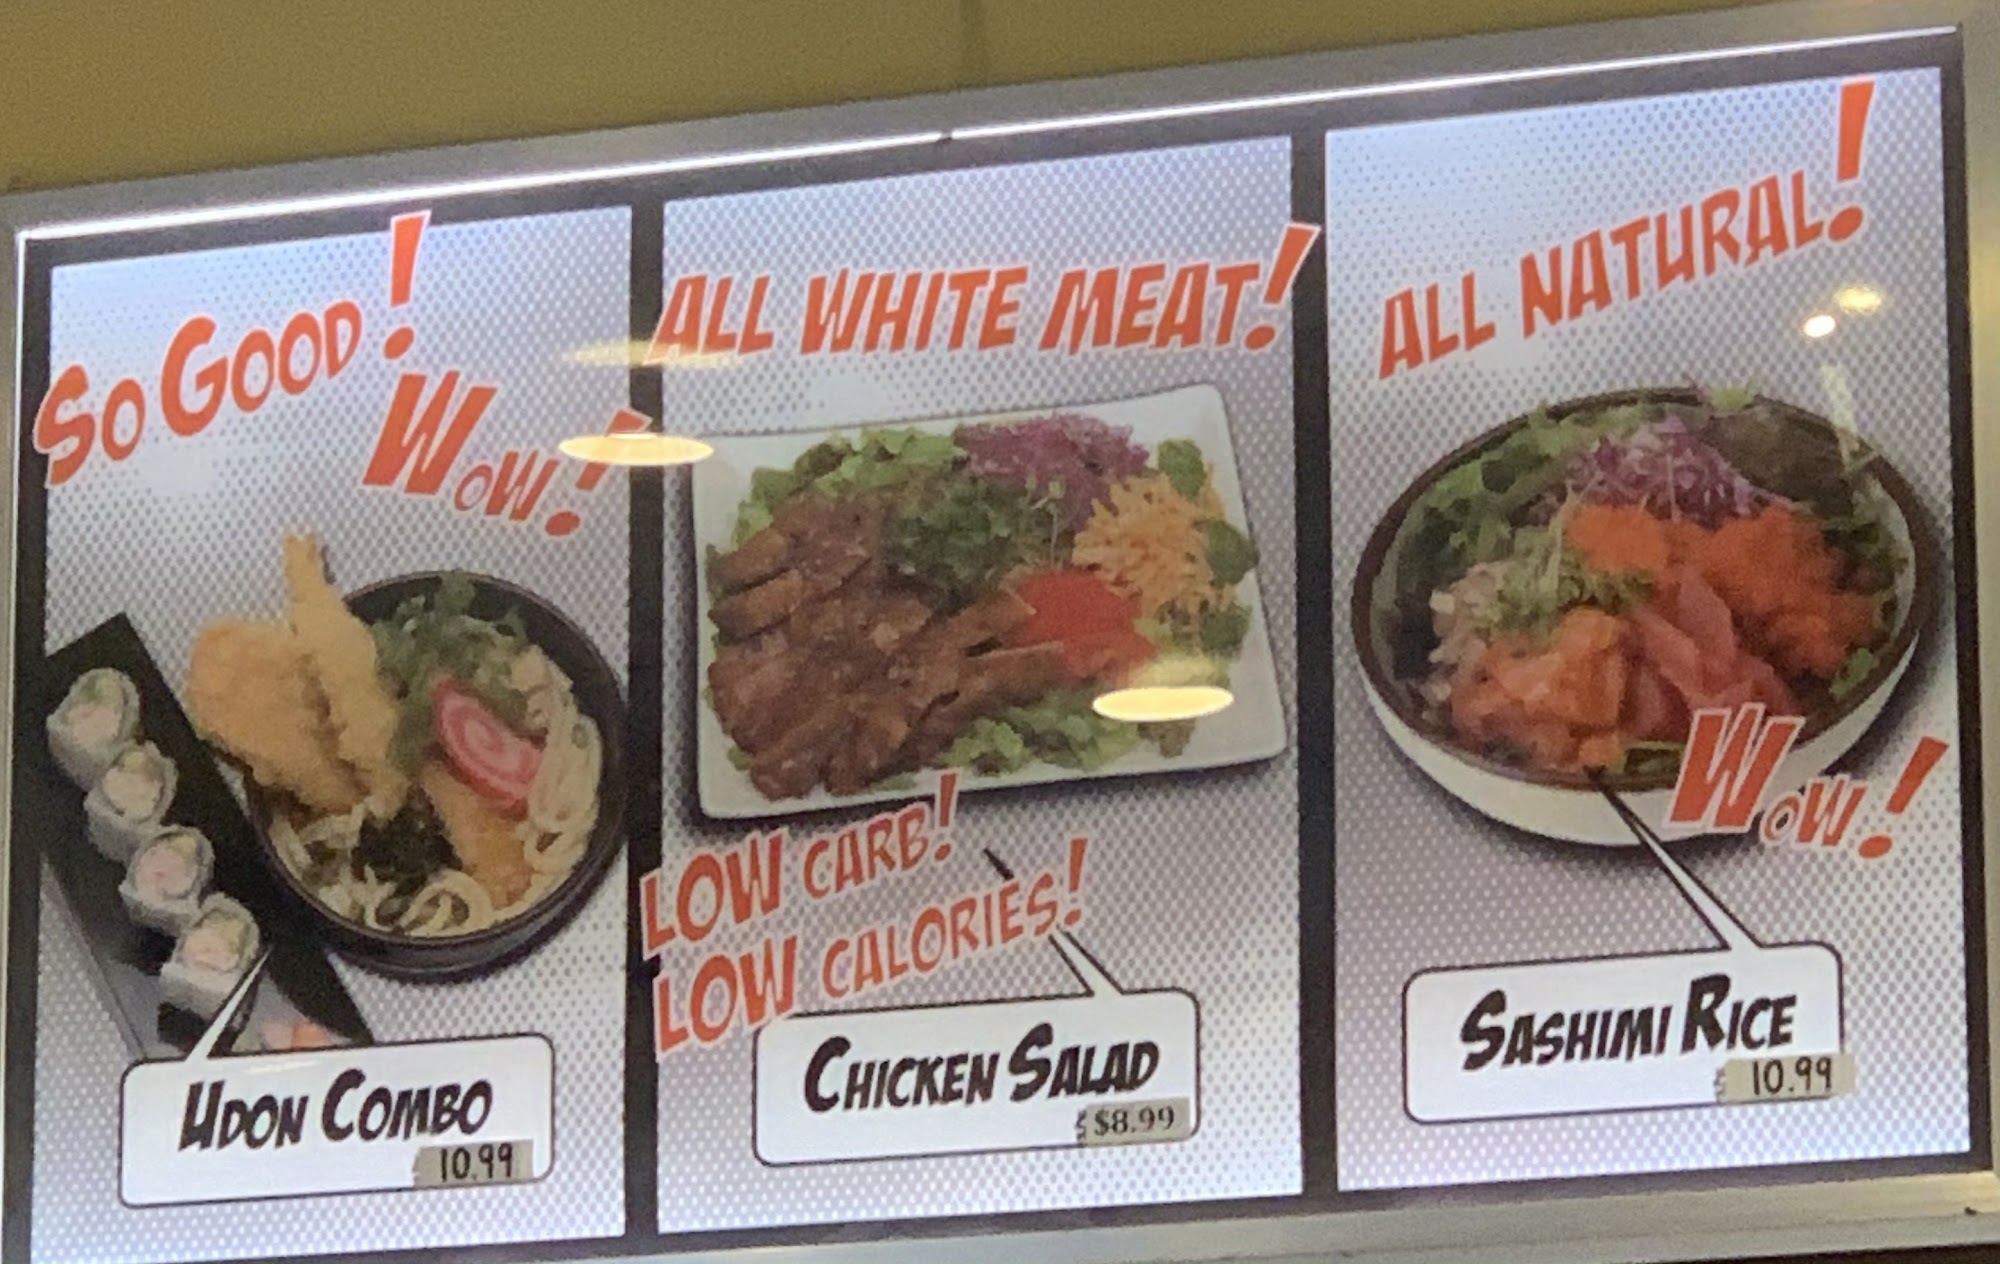 So Good!
Wow!
Udon Combo
10.99
ALL WHITE MEAT!
LOW CARB!
LOW CALORIES!
Chicken Salad
$8.99
ALL NATURAL!
Wow!
Sashimi Rice
10.99